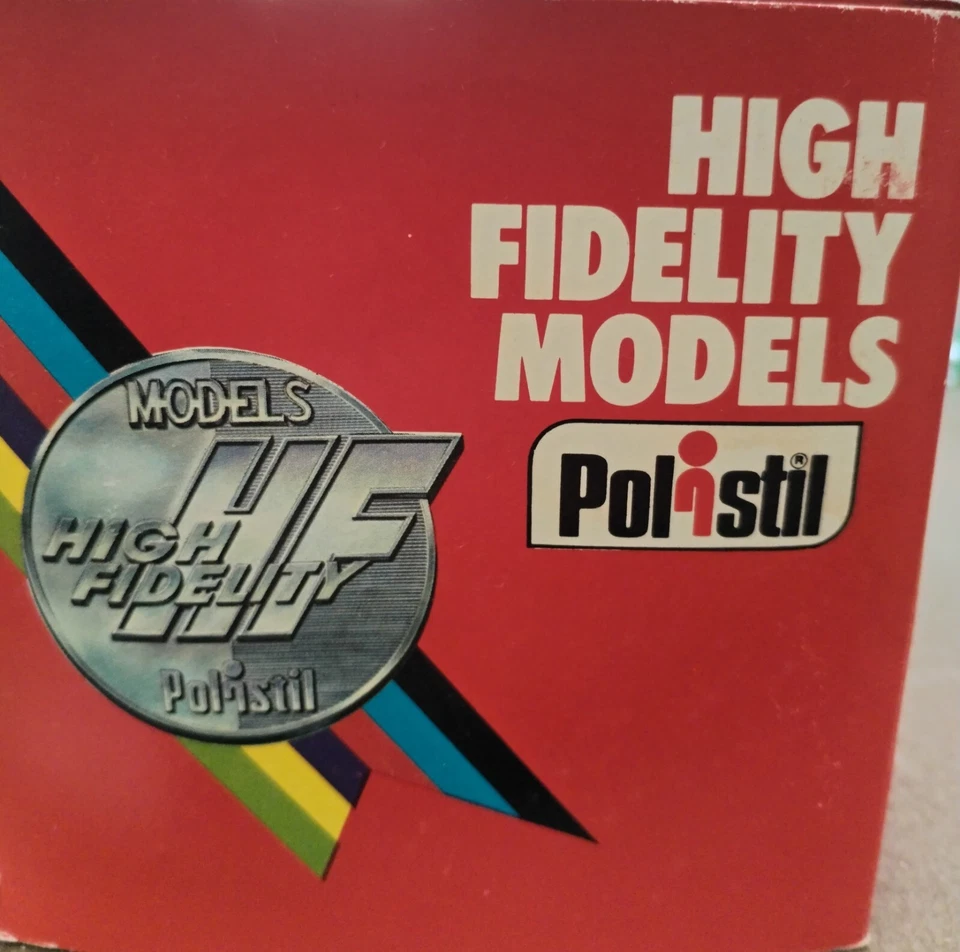 HIGH
FIDELITY
MODELS
Polistil®
MODELS
HF
HIGH
FIDELITY
Polistil